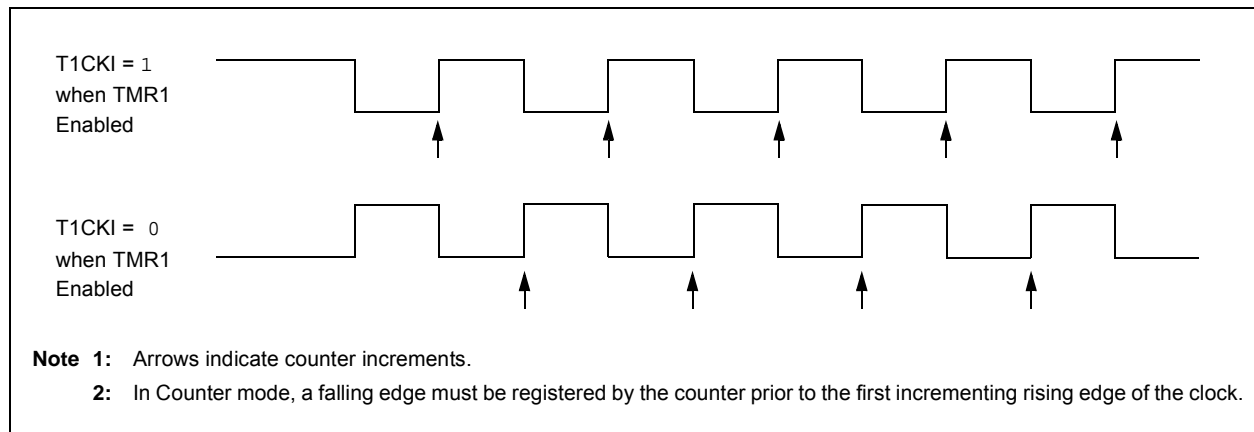 T1CKI = 1
when TMR1
Enabled
T1CKI = 0
when TMR1
Enabled
Note 1: Arrows indicate counter increments.
2: In Counter mode, a falling edge must be registered by the counter prior to the first incrementing rising edge of the clock.